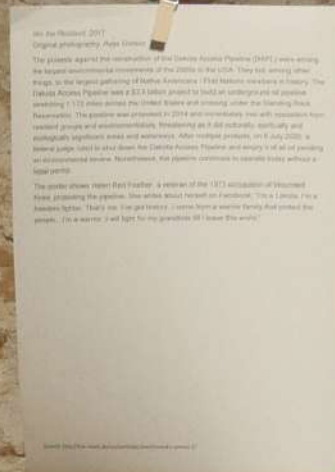 We the Resilient, 2017
Original photography: Ayşe Gürsöz
The protests against the construction of the Dakota Access Pipeline (DAPL) were among
the largest environmental movements of the 2000s in the USA. They led, among other
things, to the largest gathering of Native Americans / First Nations members in history. The
Dakota Access Pipeline was a $3.8 billion project to build an underground oil pipeline
stretching 1,172 miles across the United States and crossing under the Standing Rock
Reservation. The pipeline was proposed in 2014 and immediately met with opposition from
resident groups and environmentalists, threatening as it did culturally, spiritually and
ecologically significant areas and waterways. After multiple protests, on 6 July 2020, a
federal judge ruled to shut down the Dakota Access Pipeline and empty it of oil pending
an environmental review. Nonetheless, the pipeline continues to operate today without a
legal permit.
The poster shows Helen Red Feather, a veteran of the 1973 occupation of Wounded
Knee, protesting the pipeline. She writes about herself on Facebook: "I'm a Lakota, I'm a
freedom fighter. That's me. I've got history. I come from a warrior family that protect the
people. I'm a warrior. I will fight for my grandkids till I leave this world."